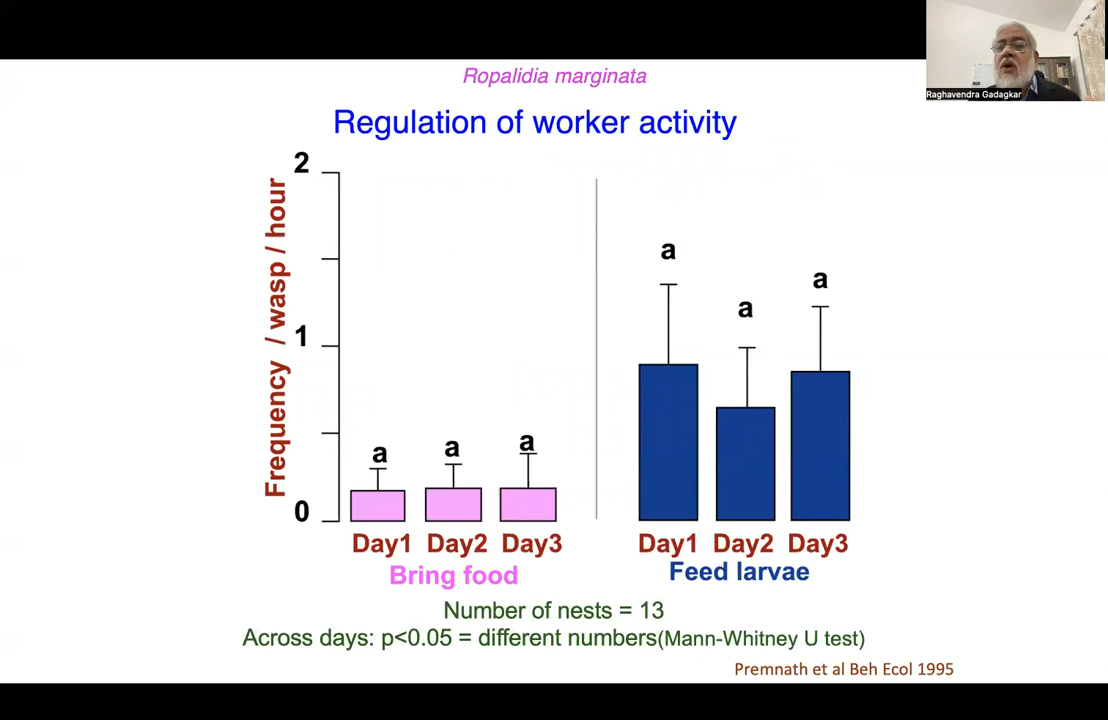 Ropalidia marginata
Raghavendra Gadagkar
Regulation of worker activity
Frequency / wasp / hour
2
1
0
a a a
a a a
Day1 Day2 Day3
Bring food
Day1 Day2 Day3
Feed larvae
Number of nests = 13
Across days: p<0.05 = different numbers(Mann-Whitney U test)
Premnath et al Beh Ecol 1995